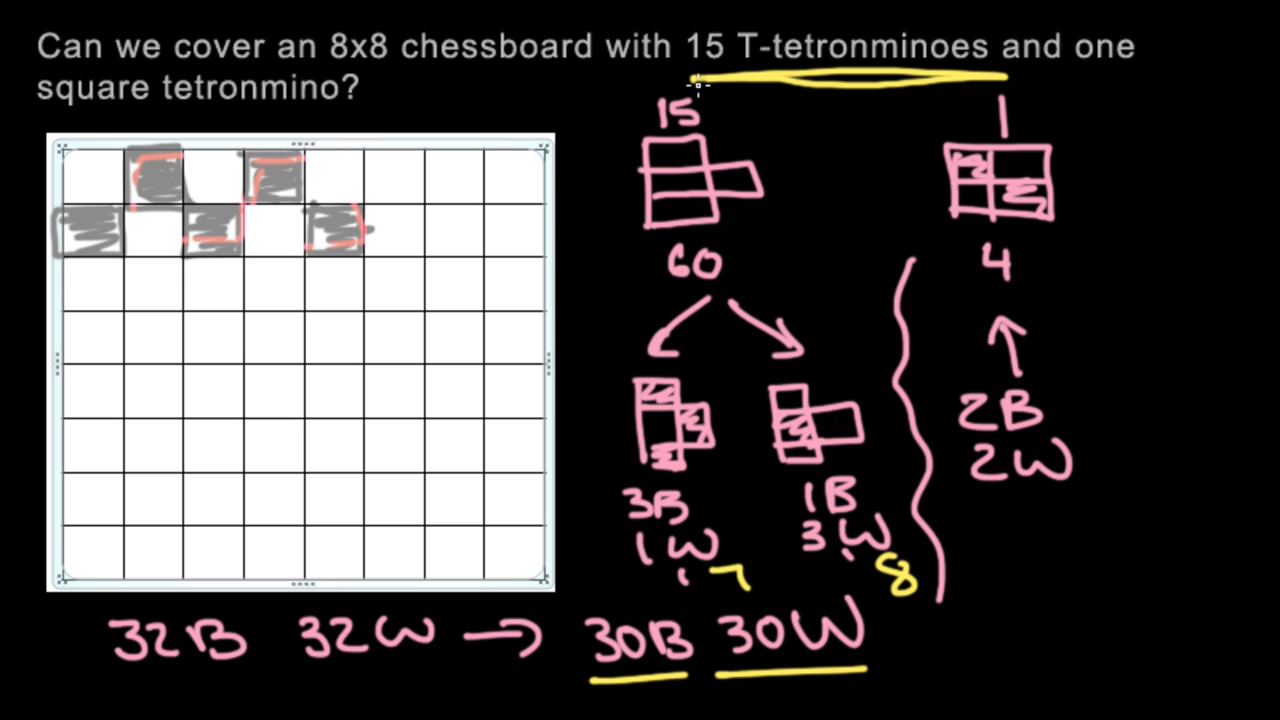 Can we cover an 8x8 chessboard with 15 T-tetronminoes and one
square tetronmino?
15
1
60
4
2B
2W
3B
1W
7
1B
3W
8
32B 32W → 30B 30W